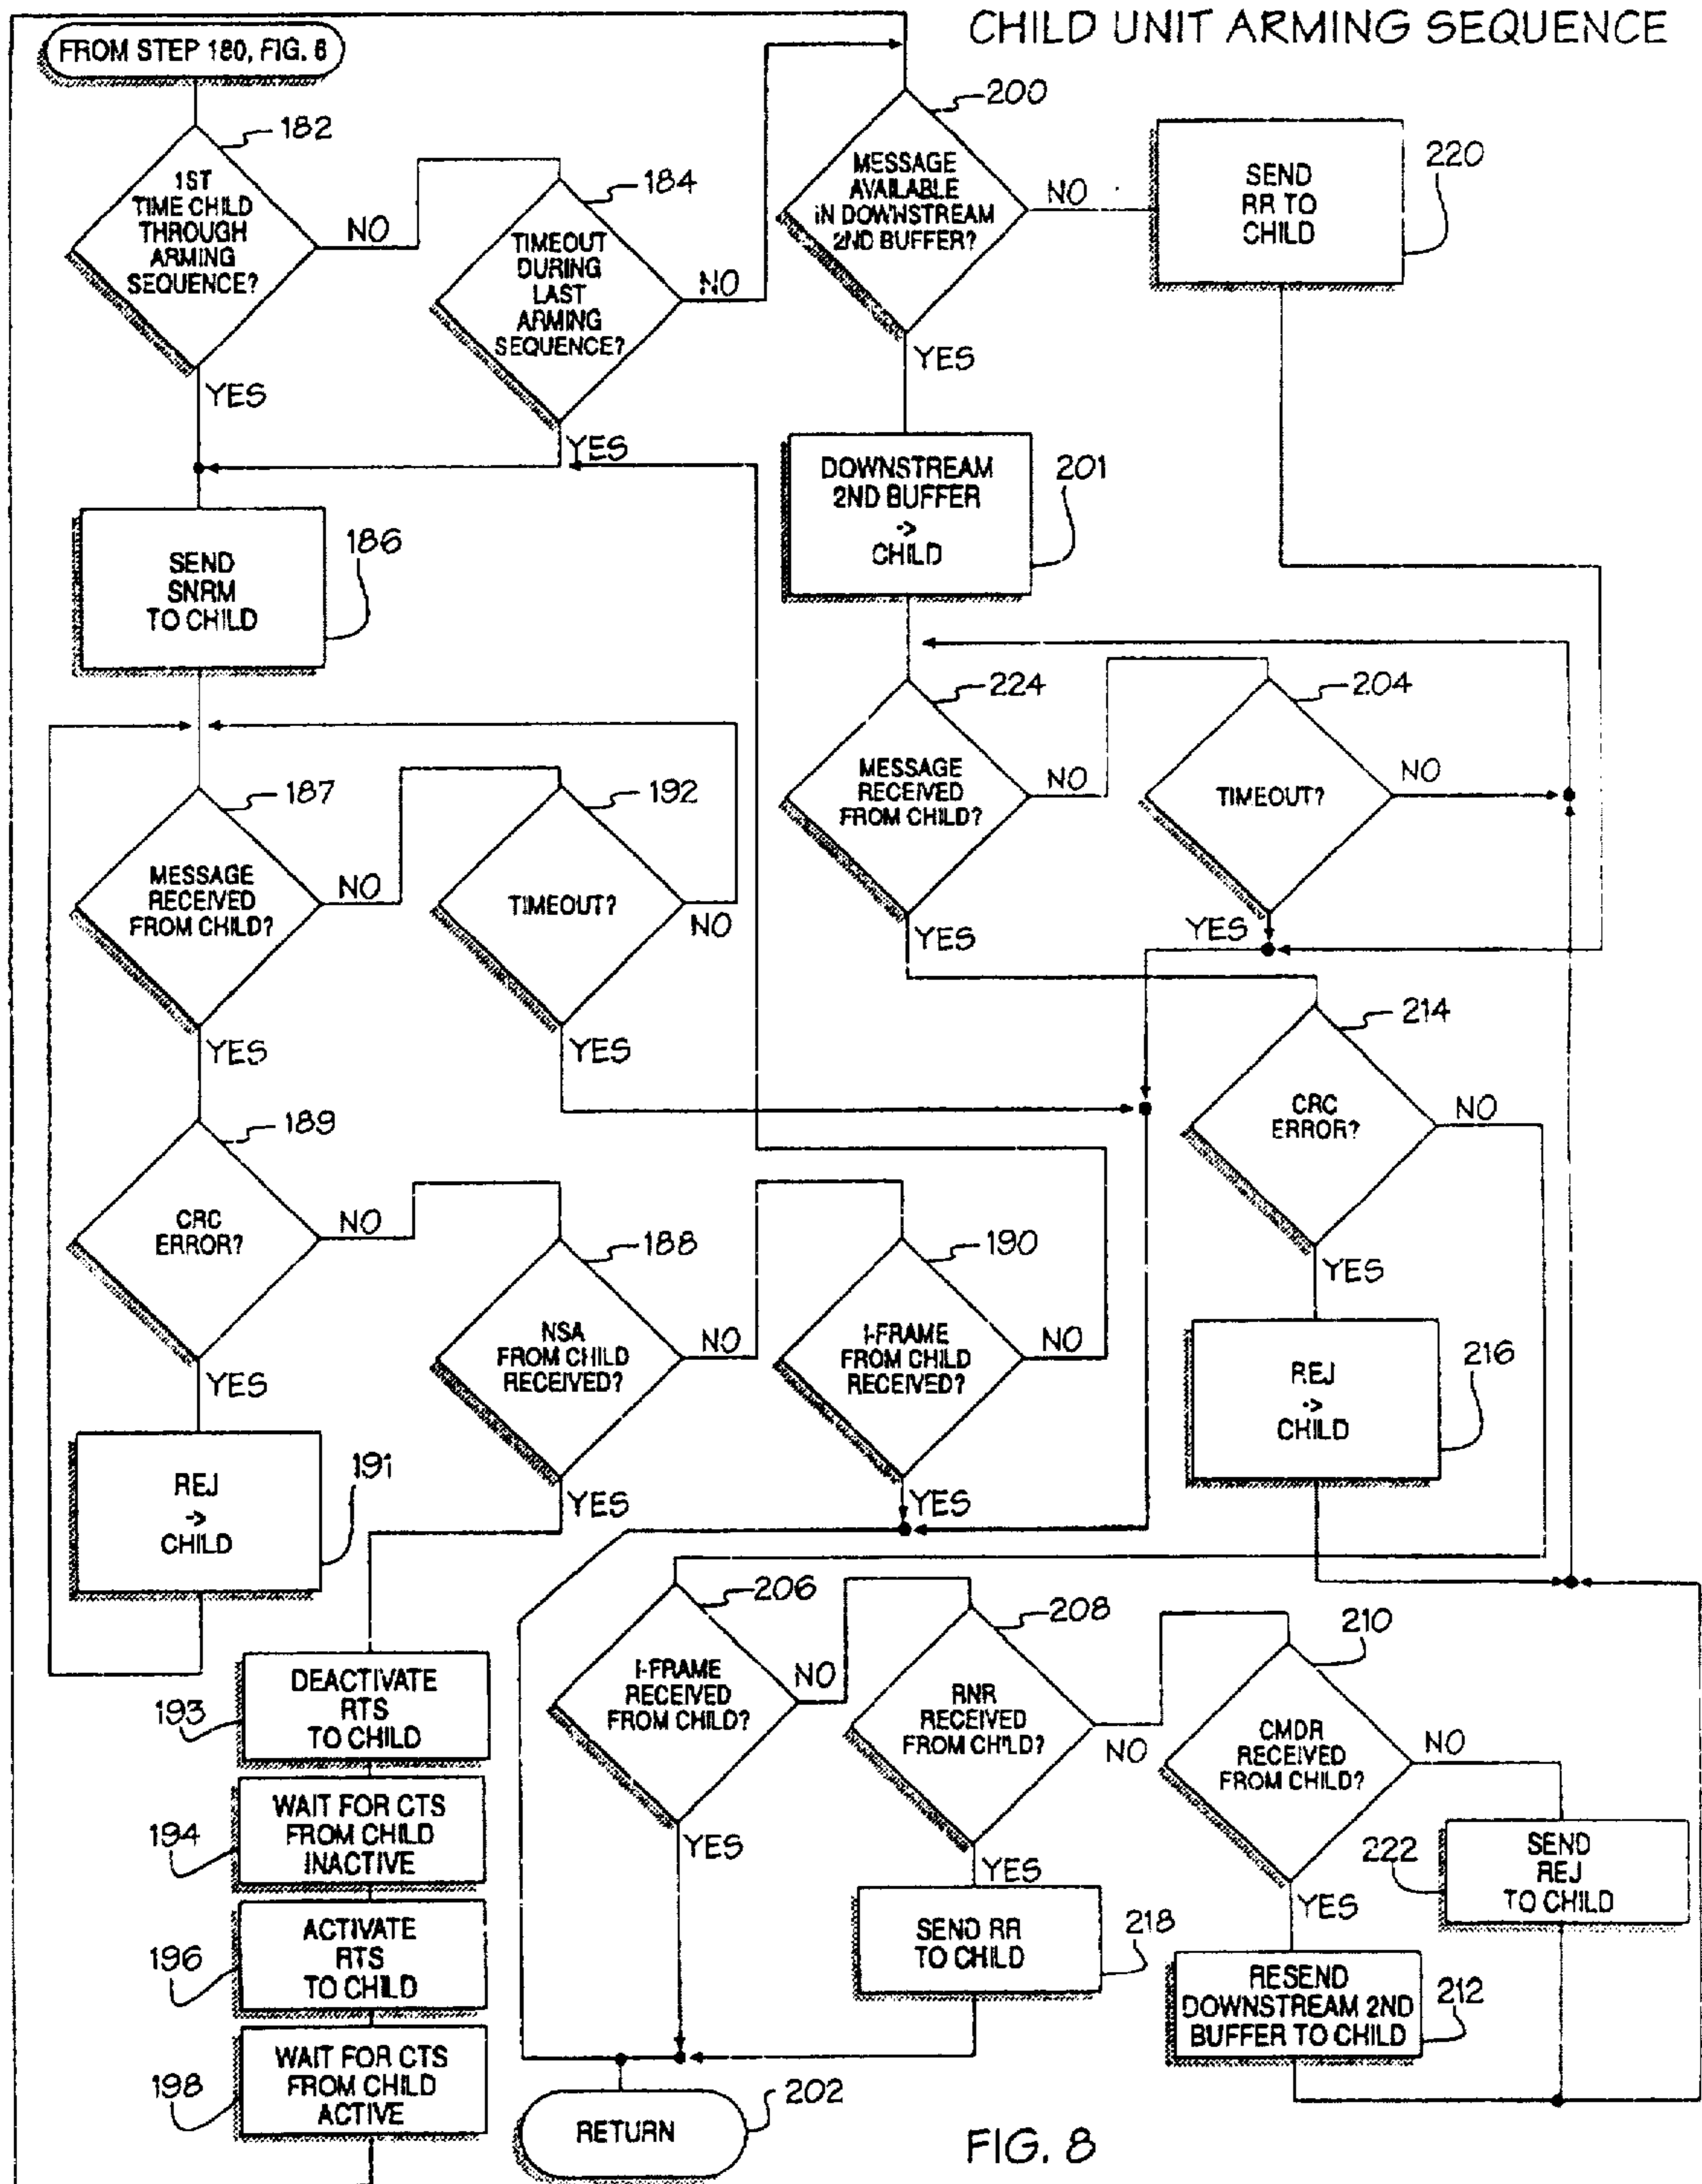 CHILD UNIT ARMING SEQUENCE
FROM STEP 180, FIG. 6
182
1ST
TIME CHILD
THROUGH
ARMING
SEQUENCE?
NO
YES
184
TIMEOUT
DURING
LAST
ARMING
SEQUENCE?
NO
YES
200
MESSAGE
AVAILABLE
IN DOWNSTREAM
2ND BUFFER?
NO
YES
220
SEND
RR TO
CHILD
186
SEND
SNRM
TO CHILD
201
DOWNSTREAM
2ND BUFFER
->
CHILD
187
MESSAGE
RECEIVED
FROM CHILD?
NO
YES
192
TIMEOUT?
NO
YES
224
MESSAGE
RECEIVED
FROM CHILD?
NO
YES
204
TIMEOUT?
NO
YES
189
CRC
ERROR?
NO
YES
188
NSA
FROM CHILD
RECEIVED?
NO
YES
190
I-FRAME
FROM CHILD
RECEIVED?
NO
YES
214
CRC
ERROR?
NO
YES
216
REJ
->
CHILD
191
REJ
->
CHILD
193
DEACTIVATE
RTS
TO CHILD
194
WAIT FOR CTS
FROM CHILD
INACTIVE
196
ACTIVATE
RTS
TO CHILD
198
WAIT FOR CTS
FROM CHILD
ACTIVE
206
I-FRAME
RECEIVED
FROM CHILD?
NO
YES
208
RNR
RECEIVED
FROM CHILD?
NO
YES
210
CMDR
RECEIVED
FROM CHILD?
NO
YES
218
SEND RR
TO CHILD
222
SEND
REJ
TO CHILD
212
RESEND
DOWNSTREAM 2ND
BUFFER TO CHILD
202
RETURN
FIG. 8